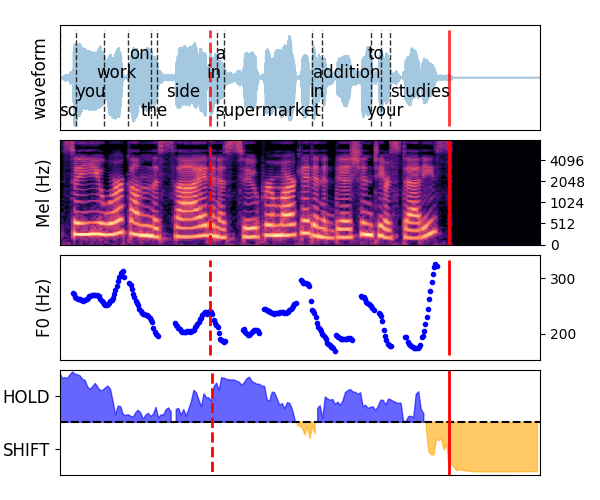 waveform
on a to
work in addition
you side in studies
so the supermarket your
Mel (Hz)
4096
2048
1024
512
0
F0 (Hz)
300
200
HOLD
SHIFT